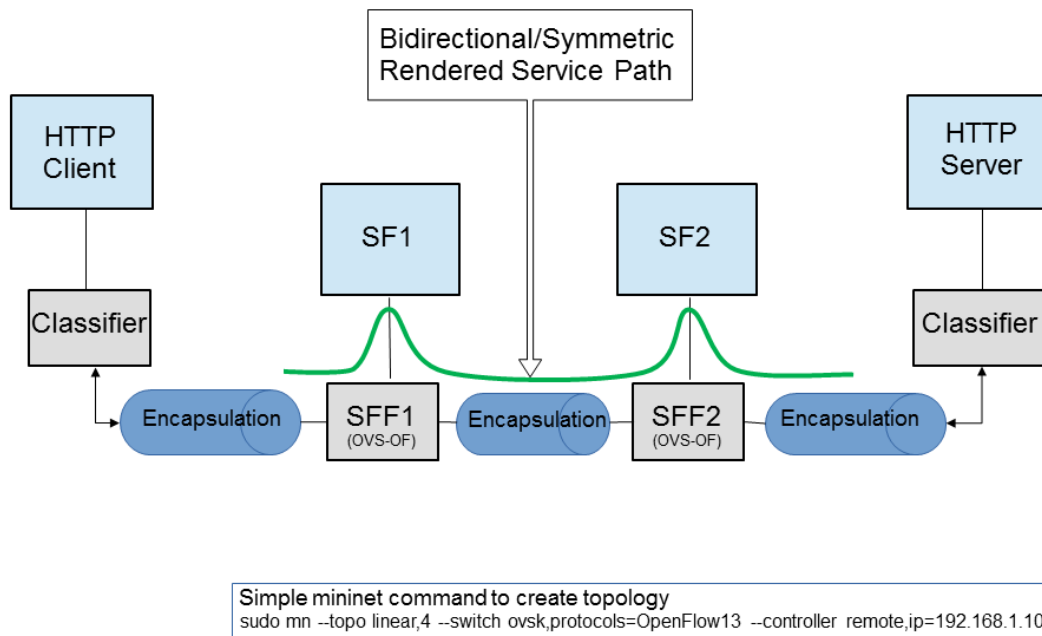 Bidirectional/Symmetric
Rendered Service Path
HTTP
Client
HTTP
Server
SF1
SF2
Classifier
Classifier
Encapsulation
SFF1
(OVS-OF)
Encapsulation
SFF2
(OVS-OF)
Encapsulation
Simple mininet command to create topology
sudo mn --topo linear,4 --switch ovsk,protocols=OpenFlow13 --controller remote,ip=192.168.1.10